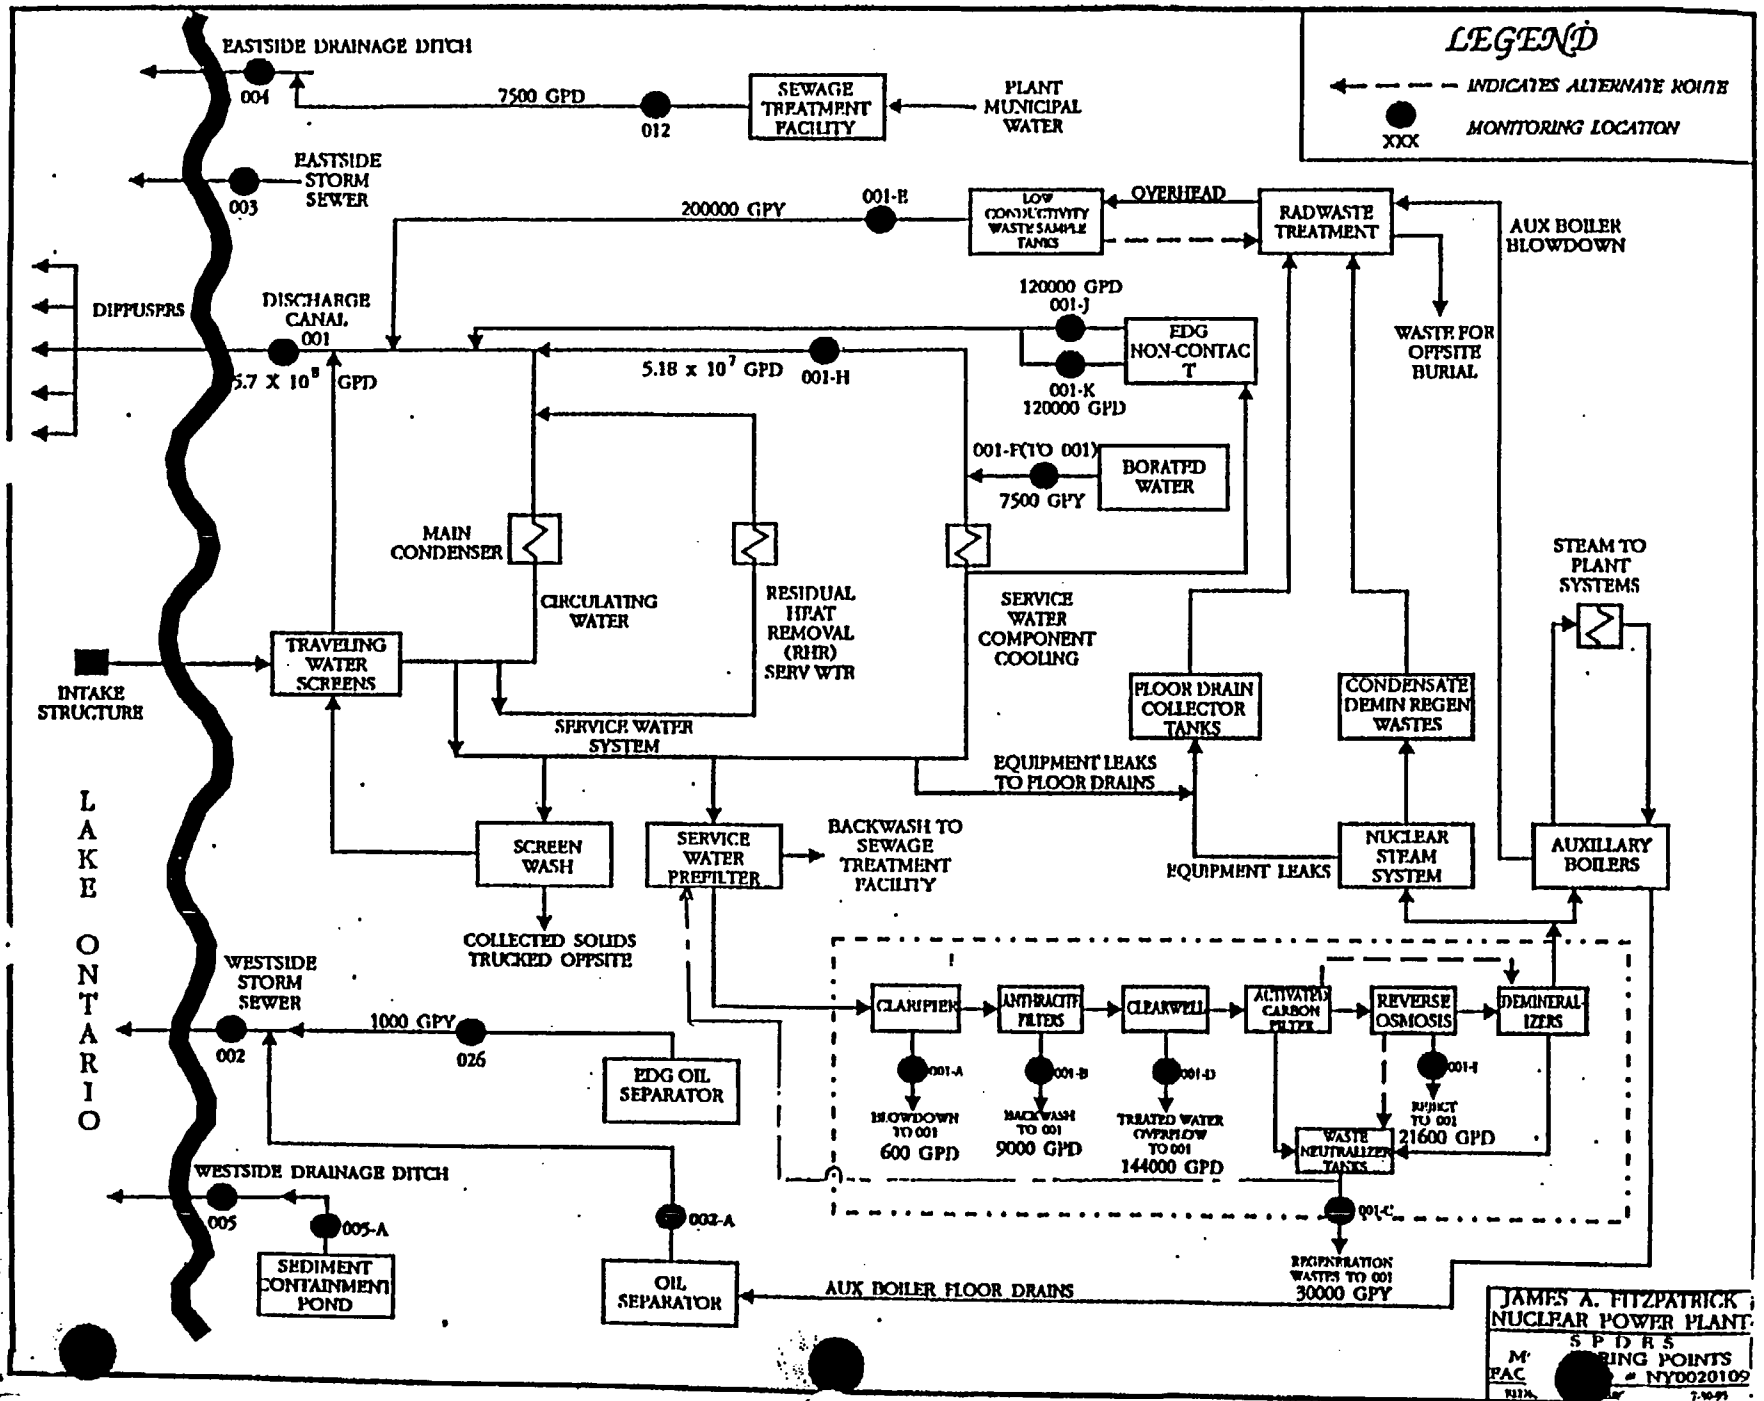 LEGEND
INDICATES ALTERNATE ROUTE
XXX
MONITORING LOCATION
EASTSIDE DRAINAGE DITCH
004
7500 GPD
012
SEWAGE
TREATMENT
FACILITY
PLANT
MUNICIPAL
WATER
EASTSIDE
STORM
SEWER
003
200000 GPY
001-E
LOW
CONDUCTIVITY
WASTE SAMPLE
TANKS
OVERHEAD
RADWASTE
TREATMENT
AUX BOILER
BLOWDOWN
WASTE FOR
OFFSITE
BURIAL
DIFFUSERS
DISCHARGE
CANAL
001
5.7 X 10⁸ GPD
5.18 x 10⁷ GPD
001-H
120000 GPD
001-J
EDG
NON-CONTAC
T
001-K
120000 GPD
001-F(TO 001)
7500 GPY
BORATED
WATER
MAIN
CONDENSER
CIRCULATING
WATER
RESIDUAL
HEAT
REMOVAL
(RHR)
SERV WTR
SERVICE
WATER
COMPONENT
COOLING
STEAM TO
PLANT
SYSTEMS
INTAKE
STRUCTURE
TRAVELING
WATER
SCREENS
SERVICE WATER
SYSTEM
FLOOR DRAIN
COLLECTOR
TANKS
CONDENSATE
DEMIN REGEN
WASTES
EQUIPMENT LEAKS
TO FLOOR DRAINS
SCREEN
WASH
COLLECTED SOLIDS
TRUCKED OFFSITE
SERVICE
WATER
PREFILTER
BACKWASH TO
SEWAGE
TREATMENT
FACILITY
EQUIPMENT LEAKS
NUCLEAR
STEAM
SYSTEM
AUXILLARY
BOILERS
LAKE ONTARIO
WESTSIDE
STORM
SEWER
002
1000 GPY
026
EDG OIL
SEPARATOR
CLARIFIER
ANTHRACITE
FILTERS
CLEARWELL
ACTIVATED
CARBON
FILTER
REVERSE
OSMOSIS
DEMINERAL-
IZERS
001-A
BLOWDOWN
TO 001
600 GPD
001-B
BACKWASH
TO 001
9000 GPD
001-D
TREATED WATER
OVERFLOW
TO 001
144000 GPD
001-I
REJECT
TO 001
21600 GPD
WASTE
NEUTRALIZER
TANKS
001-C
REGENERATION
WASTES TO 001
30000 GPY
WESTSIDE DRAINAGE DITCH
005
005-A
SEDIMENT
CONTAINMENT
POND
002-A
OIL
SEPARATOR
AUX BOILER FLOOR DRAINS
JAMES A. FITZPATRICK
NUCLEAR POWER PLANT
S P D E S
RING POINTS
FAC # NY0020109